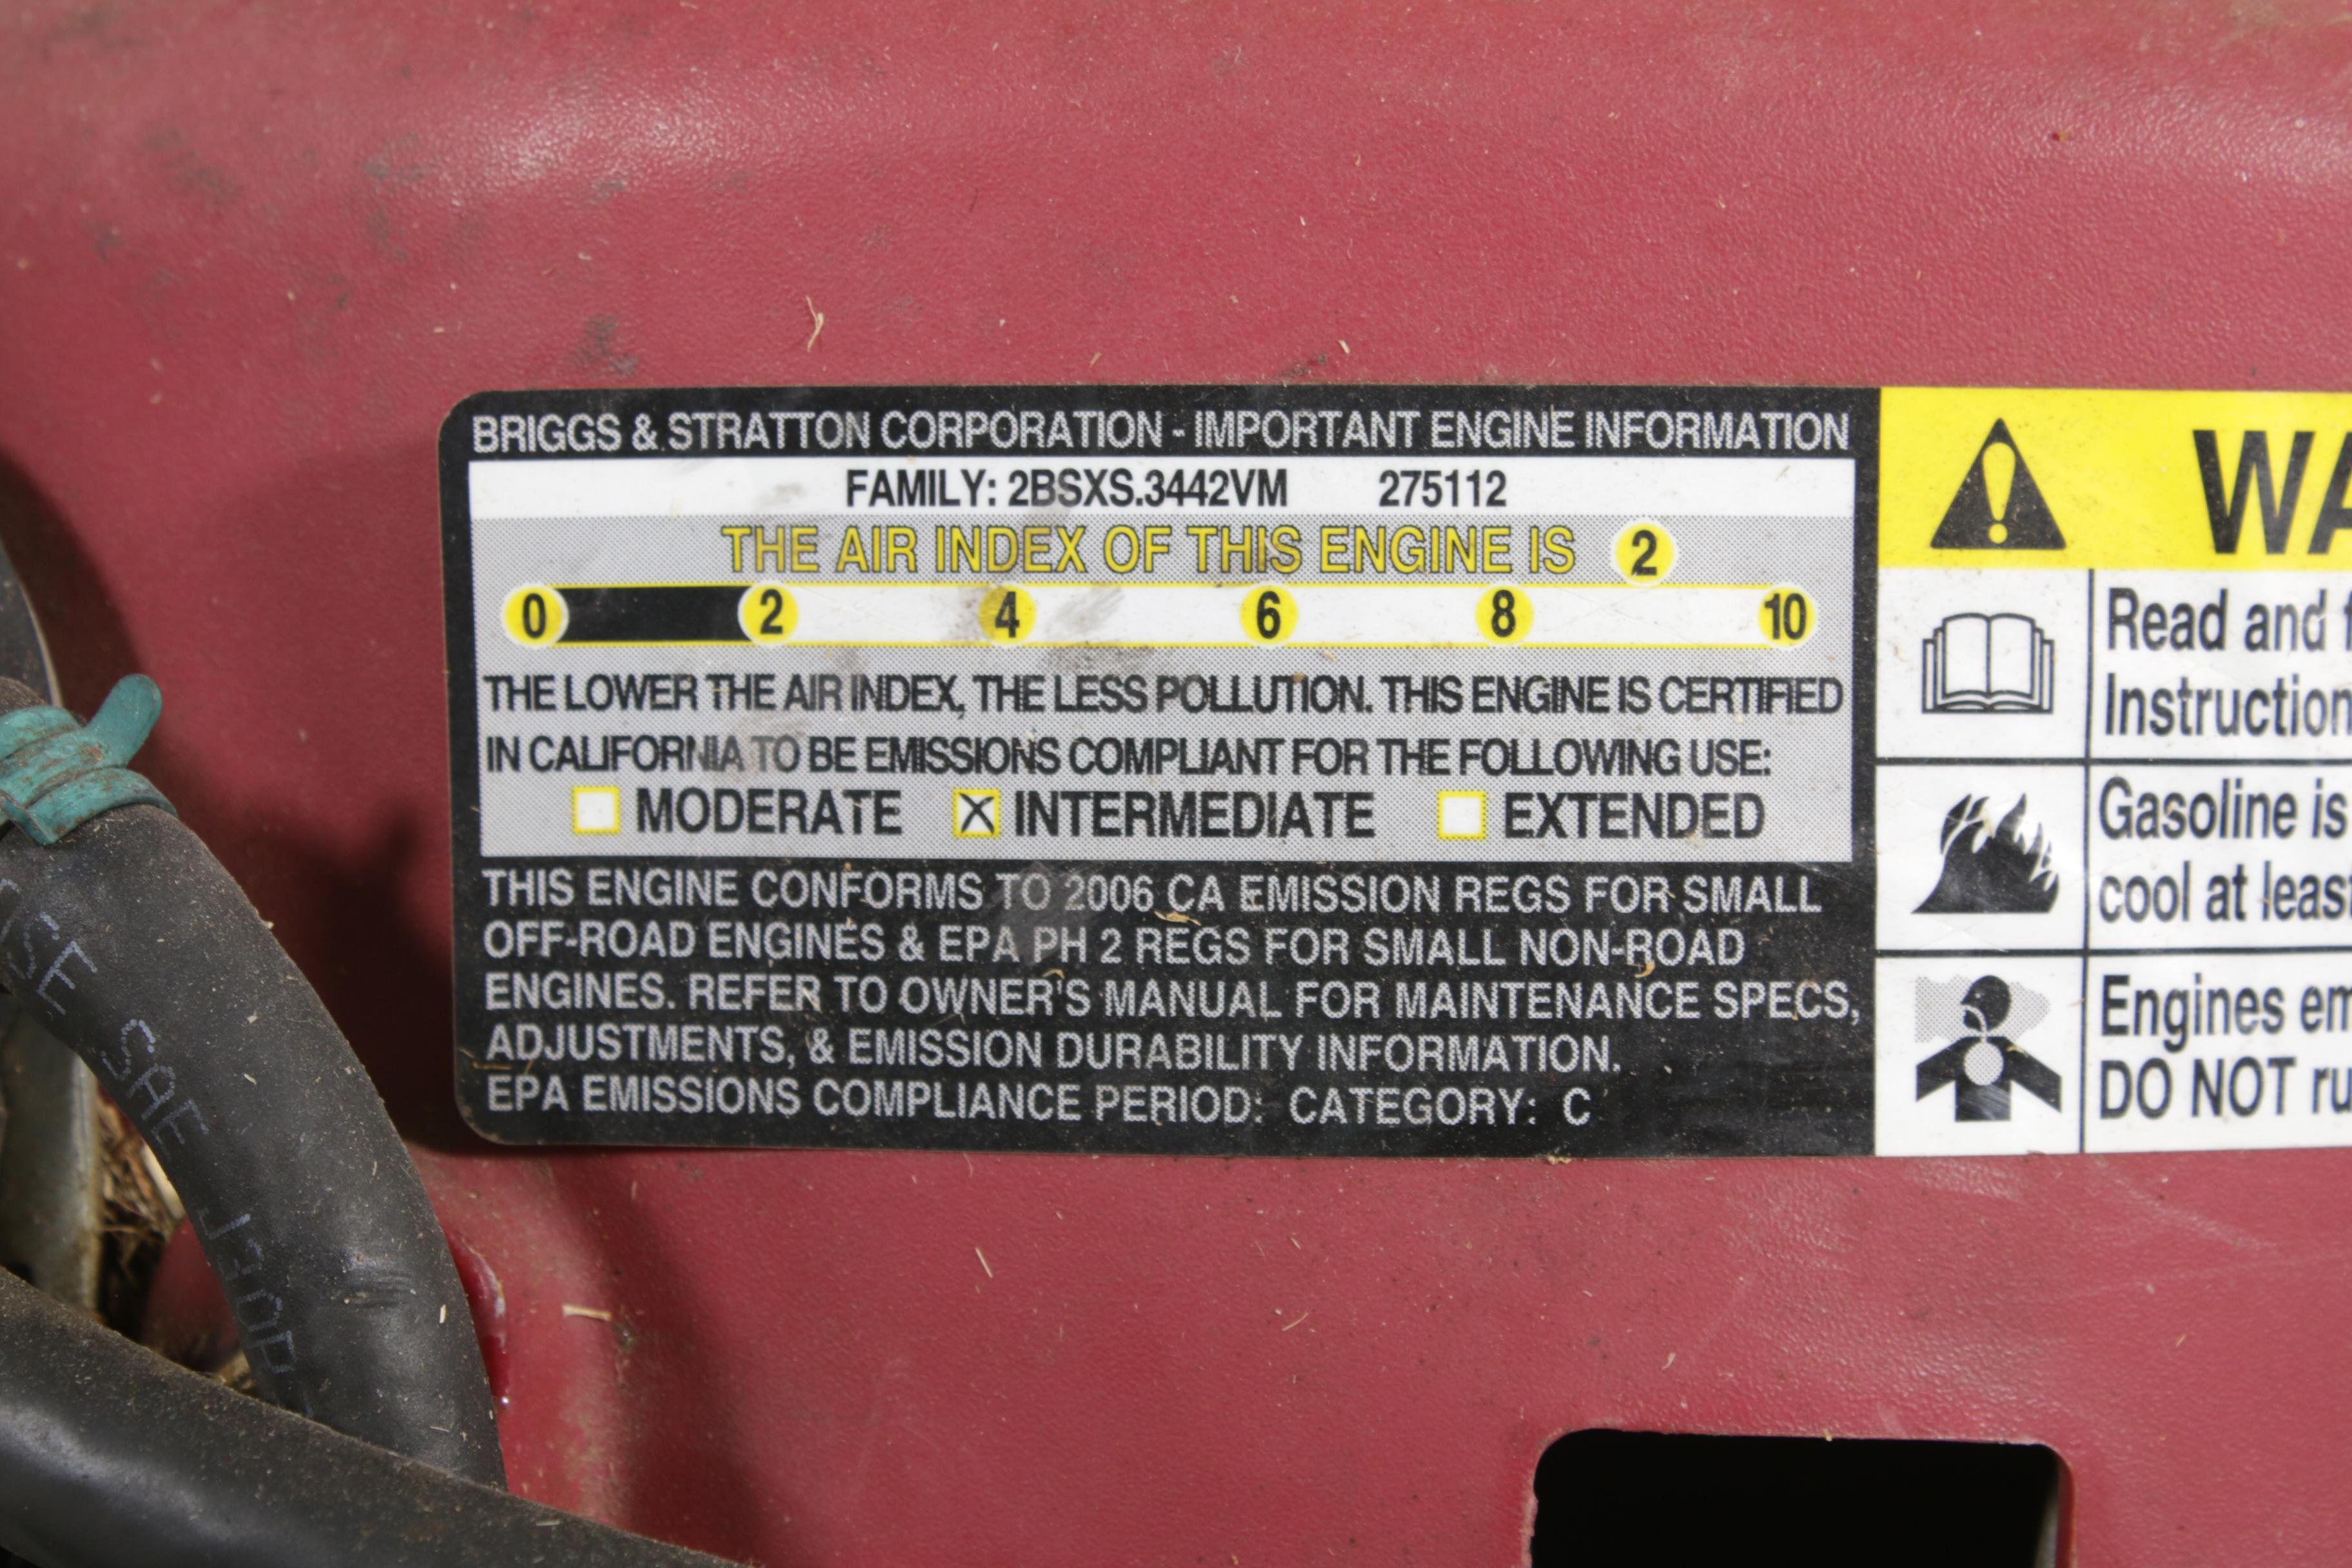 BRIGGS & STRATTON CORPORATION - IMPORTANT ENGINE INFORMATION
FAMILY: 2BSXS.3442VM 275112
THE AIR INDEX OF THIS ENGINE IS 2
0 2 4 6 8 10
THE LOWER THE AIR INDEX, THE LESS POLLUTION. THIS ENGINE IS CERTIFIED
IN CALIFORNIA TO BE EMISSIONS COMPLIANT FOR THE FOLLOWING USE:
MODERATE X INTERMEDIATE EXTENDED
THIS ENGINE CONFORMS TO 2006 CA EMISSION REGS FOR SMALL
OFF-ROAD ENGINES & EPA PH 2 REGS FOR SMALL NON-ROAD
ENGINES. REFER TO OWNER'S MANUAL FOR MAINTENANCE SPECS,
ADJUSTMENTS, & EMISSION DURABILITY INFORMATION.
EPA EMISSIONS COMPLIANCE PERIOD: CATEGORY: C
WA
Read and
Instruction
Gasoline is
cool at least
Engines em
DO NOT ru
SAE